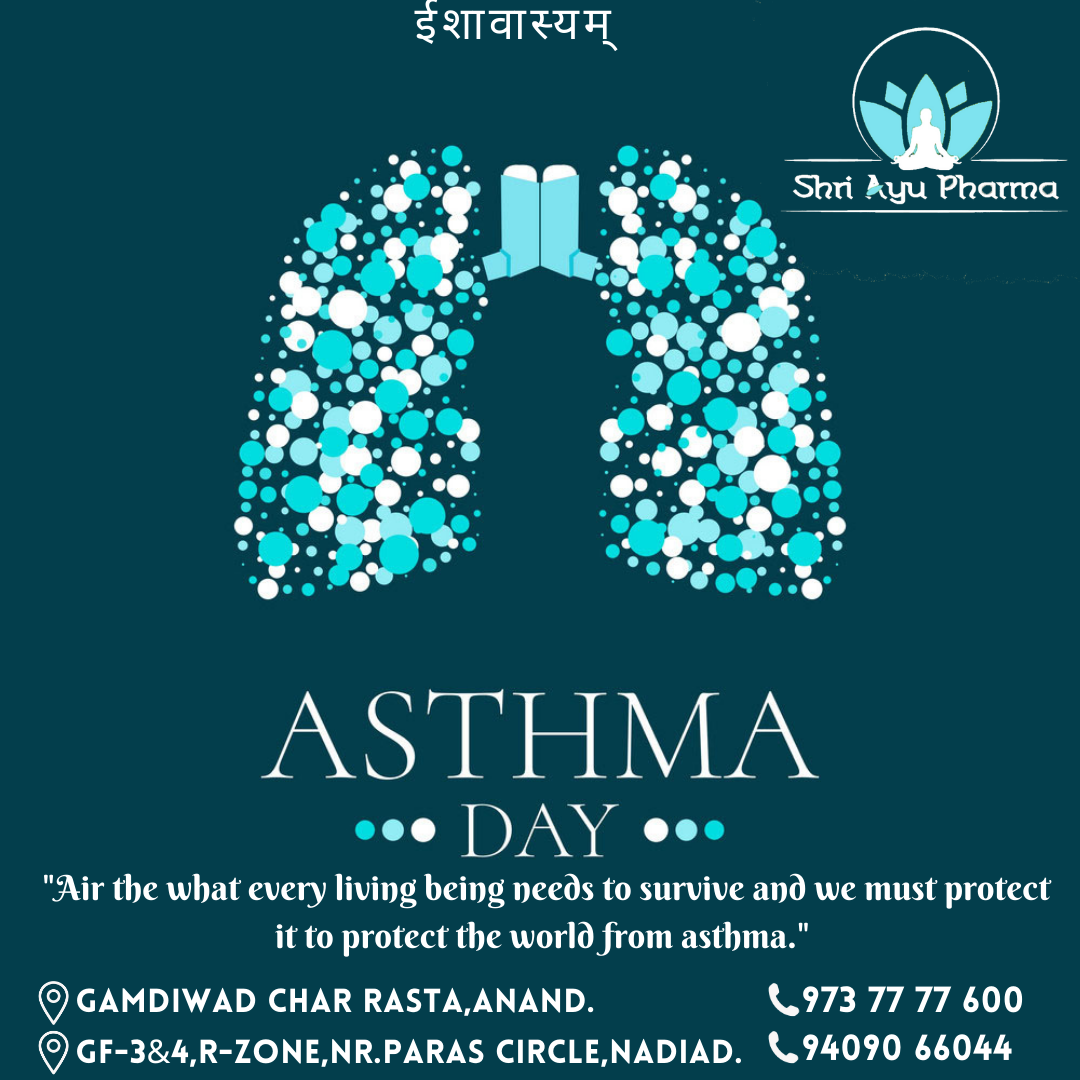 ईशावास्यम्
Shri Ayu Pharma
ASTHMA
DAY
"Air the what every living being needs to survive and we must protect
it to protect the world from asthma."
GAMDIWAD CHAR RASTA,ANAND.
973 77 77 600
GF-3&4,R-ZONE,NR.PARAS CIRCLE,NADIAD.
94090 66044